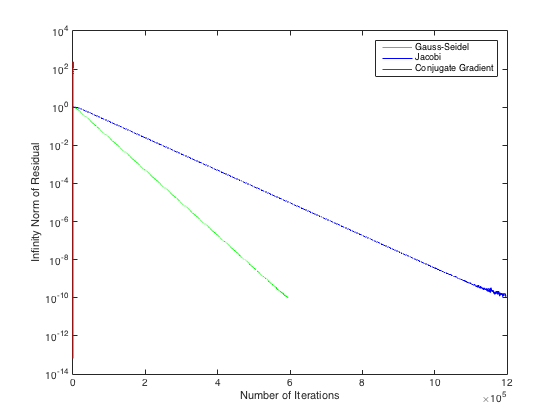 10^4
10^2
10^0
10^-2
10^-4
10^-6
10^-8
10^-10
10^-12
10^-14
Infinity Norm of Residual
Gauss-Seidel
Jacobi
Conjugate Gradient
0 2 4 6 8 10 12
Number of Iterations
×10^5